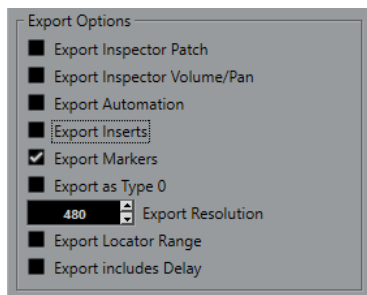 Export Options
Export Inspector Patch
Export Inspector Volume/Pan
Export Automation
Export Inserts
Export Markers
Export as Type 0
480 Export Resolution
Export Locator Range
Export includes Delay